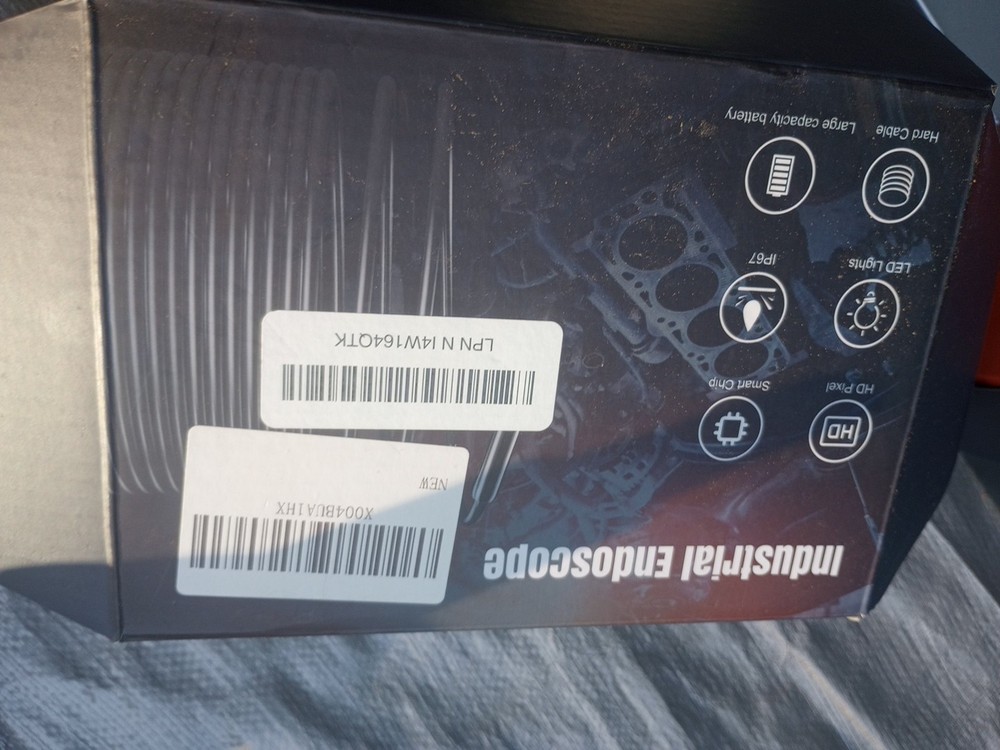 Industrial Endoscope
HD
HD Pixel
Smart Chip
LED Lights
IP67
Hard Cable
Large capacity battery
X004BUA1HX
NEW
LPN N I4W164QTK